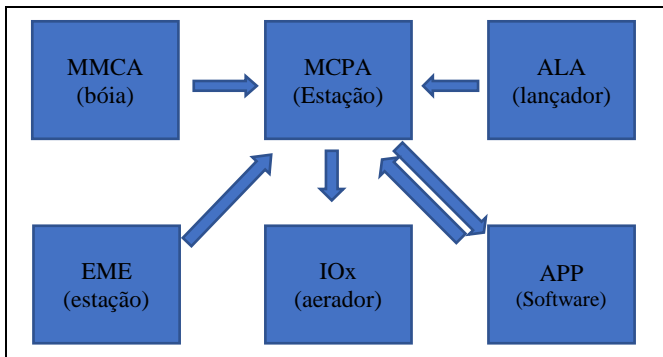 MMCA
(bóia)
MCPA
(Estação)
ALA
(lançador)
EME
(estação)
IOx
(aerador)
APP
(Software)